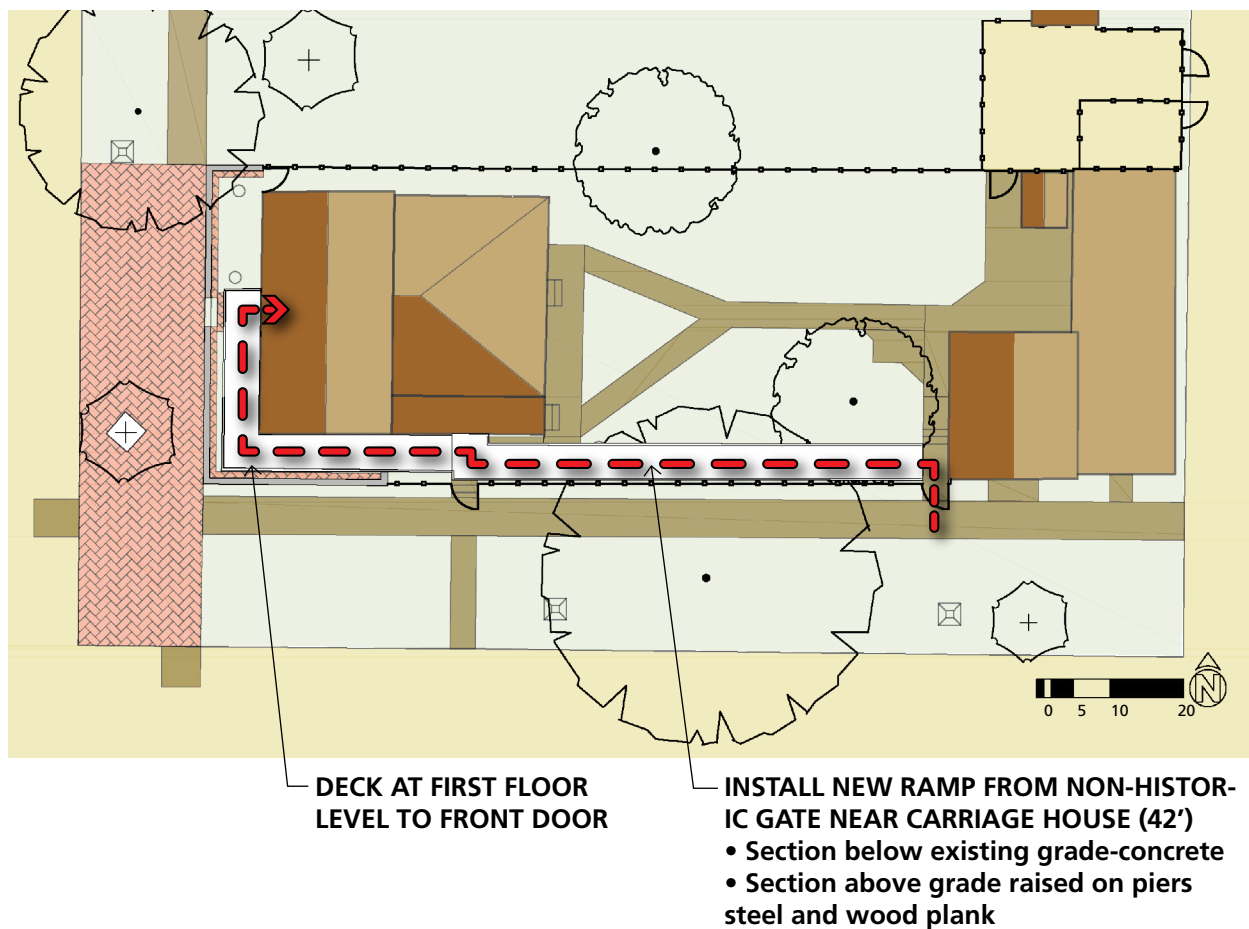 N
0 5 10 20
DECK AT FIRST FLOOR
LEVEL TO FRONT DOOR
INSTALL NEW RAMP FROM NON-HISTOR-
IC GATE NEAR CARRIAGE HOUSE (42’)
• Section below existing grade-concrete
• Section above grade raised on piers
steel and wood plank